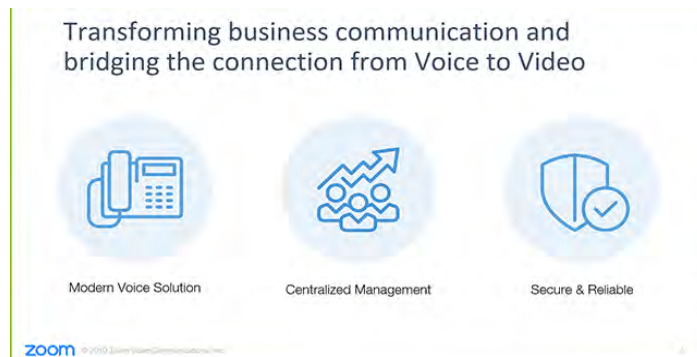 Transforming business communication and
bridging the connection from Voice to Video
Modern Voice Solution
Centralized Management
Secure & Reliable
zoom